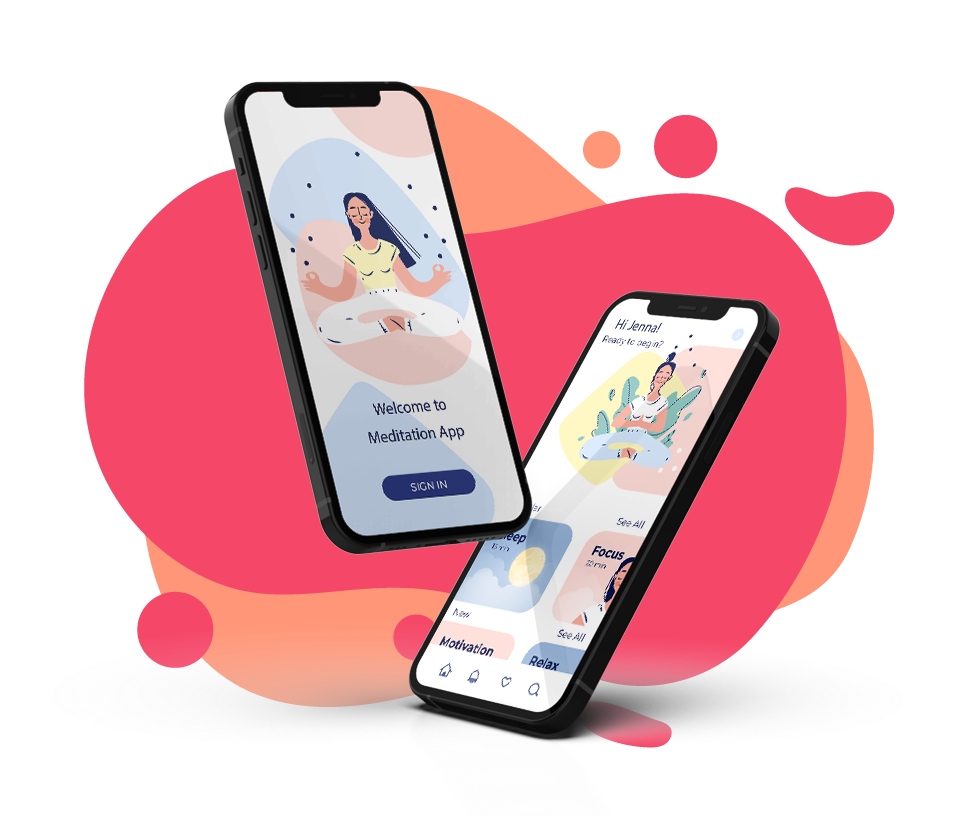 Welcome to
Meditation App
SIGN IN
Hi Jenna!
Ready to begin?
See All
Focus
New
See All
Motivation
Relax